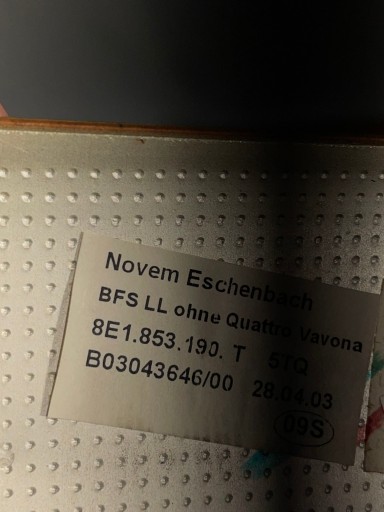 Novem Eschenbach
BFS LL ohne Quattro Vavona
8E1.853.190. T 5TQ
B03043646/00 28.04.03
09S